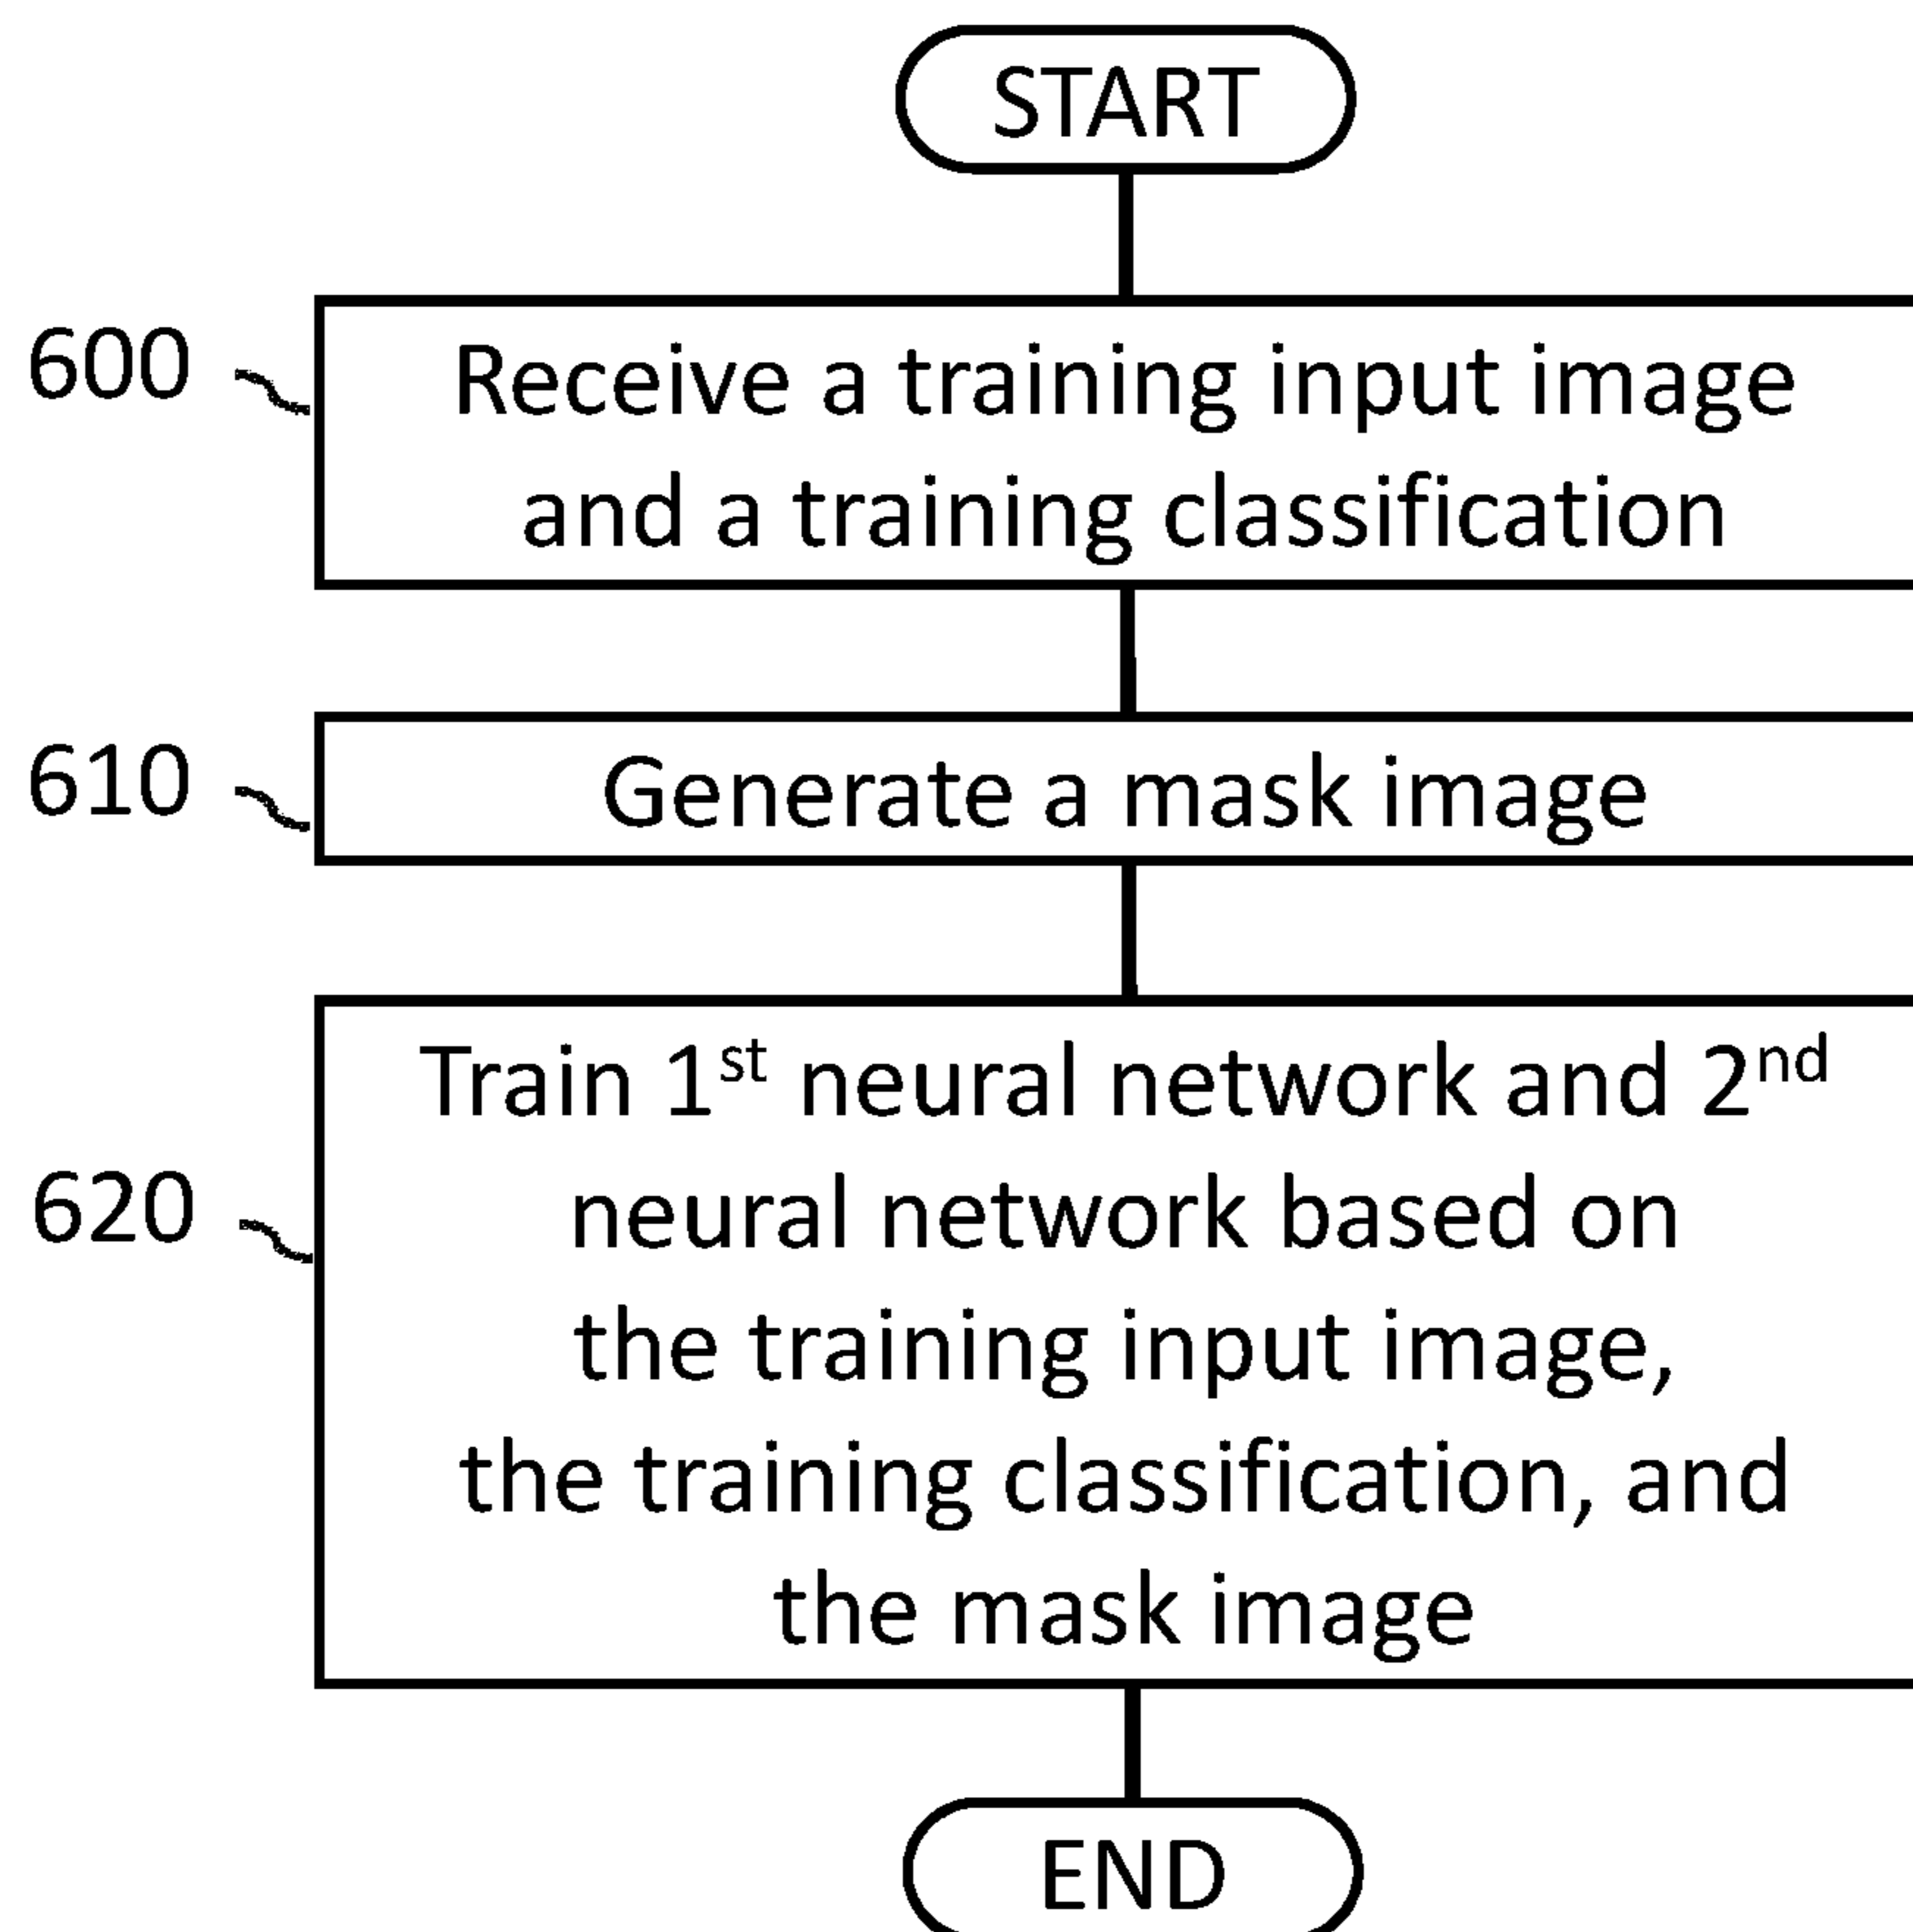 START
600
Receive a training input image
and a training classification
610
Generate a mask image
Train 1st neural network and 2nd
620
neural network based on
the training input image,
the training classification, and
the mask image
END